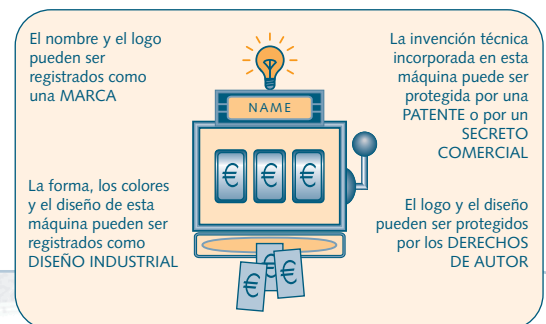 El nombre y el logo
pueden ser
registrados como
una MARCA
La invención técnica
incorporada en esta
máquina puede ser
protegida por una
PATENTE o por un
SECRETO
COMERCIAL
NAME
€ € €
La forma, los colores
y el diseño de esta
máquina pueden ser
registrados como
DISEÑO INDUSTRIAL
El logo y el diseño
pueden ser protegidos
por los DERECHOS
DE AUTOR
€ € €